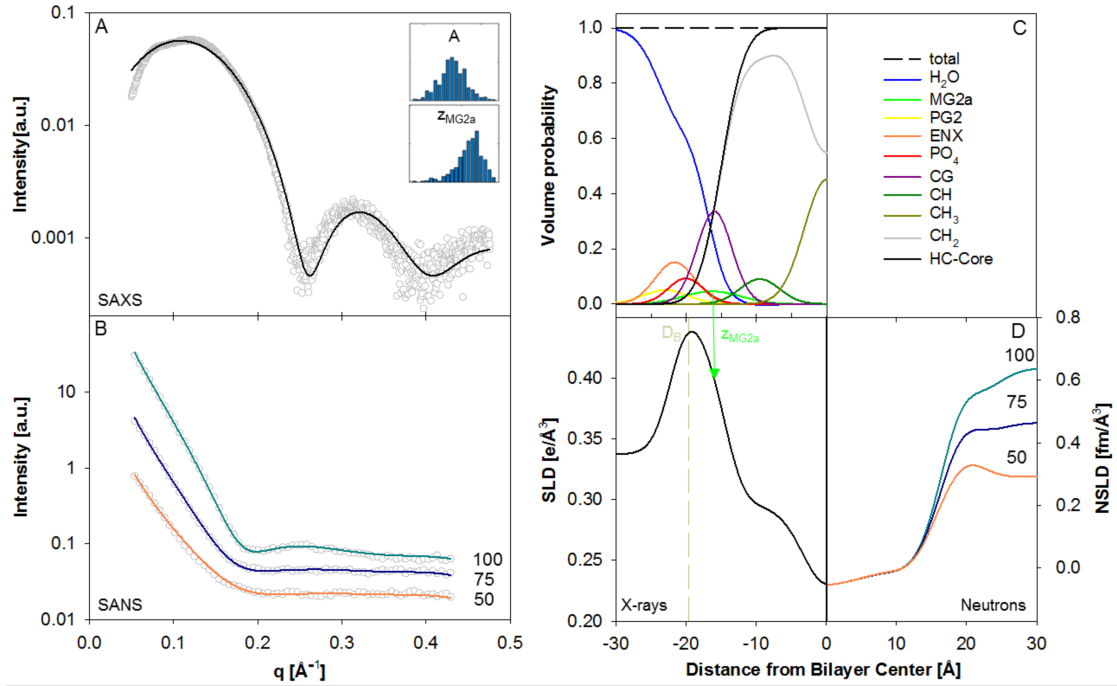 A
0.1
0.01
0.001
Intensity[a.u.]
SAXS
A
z_MG2a
B
10
1
0.1
0.01
Intensity [a.u.]
100
75
50
SANS
0.0 0.1 0.2 0.3 0.4 0.5
q [Å⁻¹]
C
1.0
0.8
0.6
0.4
0.2
0.0
Volume probability
total
H₂O
MG2a
PG2
ENX
PO₄
CG
CH
CH₃
CH₂
HC-Core
D
D_B
z_MG2a
0.40
0.35
0.30
0.25
0.20
SLD [e/Å³]
100
75
50
0.8
0.6
0.4
0.2
0.0
NSLD [fm/Å³]
X-rays
Neutrons
-30 -20 -10 0 10 20 30
Distance from Bilayer Center [Å]